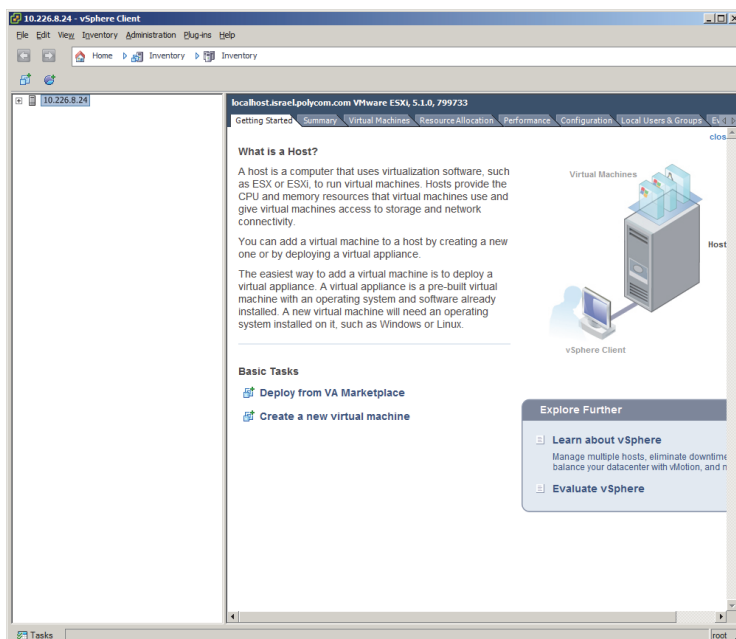 10.226.8.24 - vSphere Client
File Edit View Inventory Administration Plug-ins Help
Home Inventory Inventory
10.226.8.24
localhost.israel.polycom.com VMware ESXi, 5.1.0, 799733
Getting Started Summary Virtual Machines Resource Allocation Performance Configuration Local Users & Groups Ev
clos
What is a Host?
A host is a computer that uses virtualization software, such
as ESX or ESXi, to run virtual machines. Hosts provide the
CPU and memory resources that virtual machines use and
give virtual machines access to storage and network
connectivity.
You can add a virtual machine to a host by creating a new
one or by deploying a virtual appliance.
The easiest way to add a virtual machine is to deploy a
virtual appliance. A virtual appliance is a pre-built virtual
machine with an operating system and software already
installed. A new virtual machine will need an operating
system installed on it, such as Windows or Linux.
Virtual Machines
Host
vSphere Client
Basic Tasks
Deploy from VA Marketplace
Create a new virtual machine
Explore Further
Learn about vSphere
Manage multiple hosts, eliminate downtime
balance your datacenter with vMotion, and m
Evaluate vSphere
Tasks
root